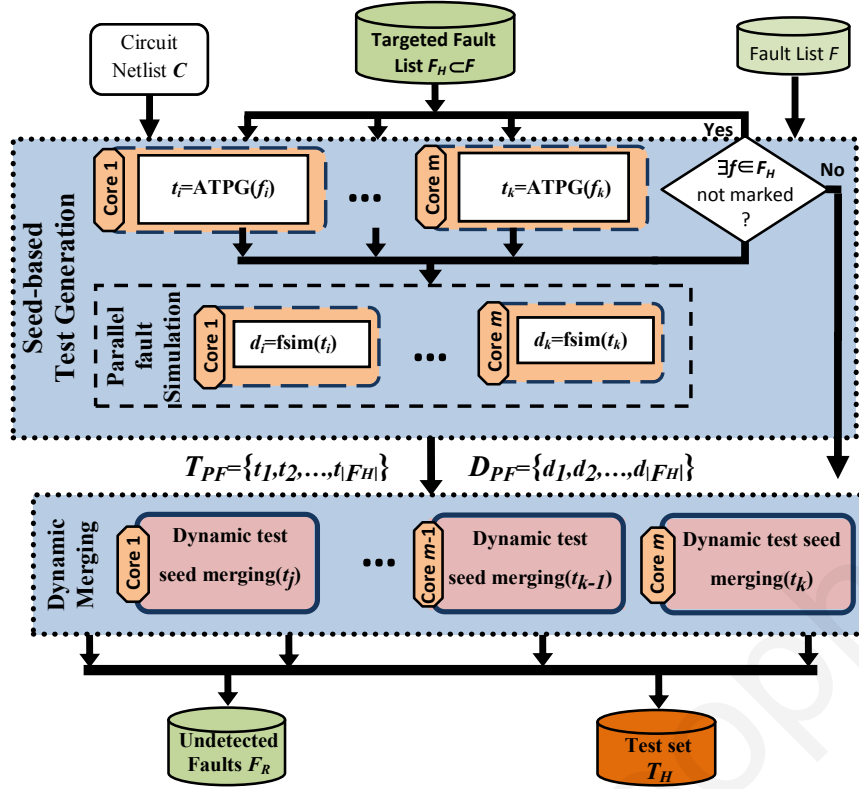 Circuit
Netlist C
Targeted Fault
List F_H⊂F
Fault List F
Yes
No
Seed-based
Test Generation
Core 1
t_i=ATPG(f_i)
...
Core m
t_k=ATPG(f_k)
∃f∈F_H
not marked
?
Parallel
fault
Simulation
Core 1
d_i=fsim(t_i)
...
Core m
d_k=fsim(t_k)
T_PF={t_1,t_2,...,t_|F_H|}
D_PF={d_1,d_2,...,d_|F_H|}
Dynamic
Merging
Core 1
Dynamic test
seed merging(t_j)
...
Core m-1
Dynamic test
seed merging(t_k-1)
Core m
Dynamic test seed
merging(t_k)
Undetected
Faults F_R
Test set
T_H